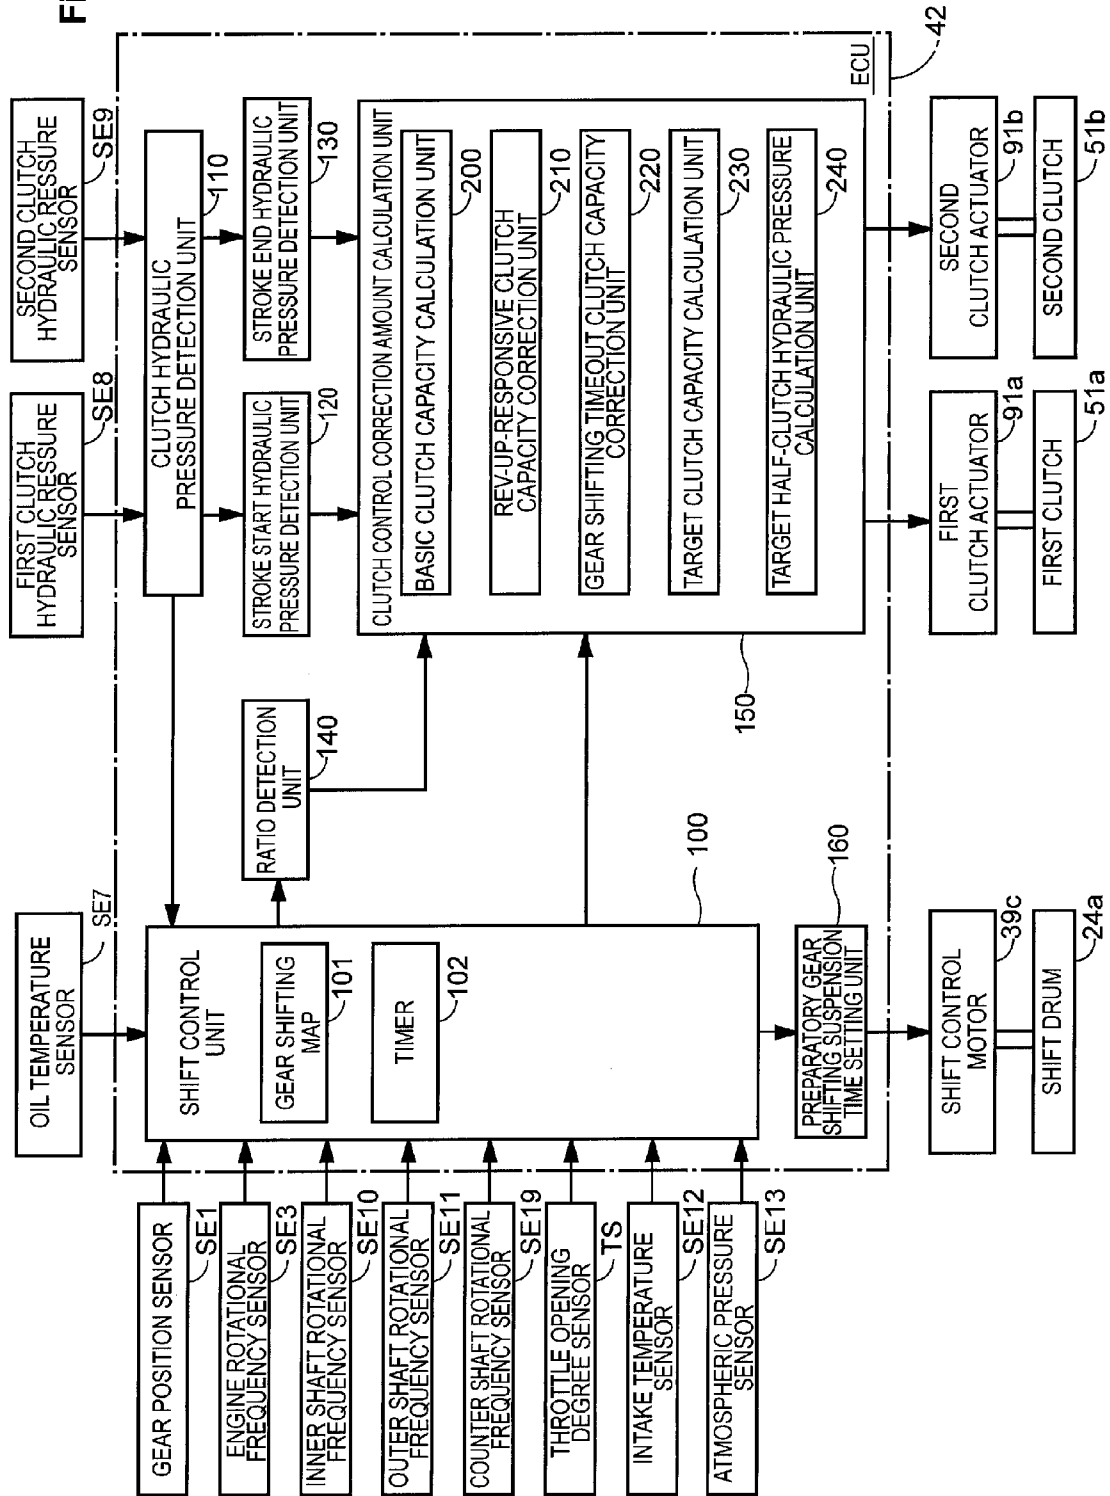 OIL TEMPERATURE
SENSOR
SE7
FIRST CLUTCH
HYDRAULIC RESSURE
SENSOR
SE8
SECOND CLUTCH
HYDRAULIC RESSURE
SENSOR
SE9
GEAR POSITION SENSOR
SE1
ENGINE ROTATIONAL
FREQUENCY SENSOR
SE3
INNER SHAFT ROTATIONAL
FREQUENCY SENSOR
SE10
OUTER SHAFT ROTATIONAL
FREQUENCY SENSOR
SE11
COUNTER SHAFT ROTATIONAL
FREQUENCY SENSOR
SE19
THROTTLE OPENING
DEGREE SENSOR
TS
INTAKE TEMPERATURE
SENSOR
SE12
ATMOSPHERIC PRESSURE
SENSOR
SE13
SHIFT CONTROL
UNIT
GEAR SHIFTING
MAP
101
TIMER
102
100
RATIO DETECTION
UNIT
140
CLUTCH HYDRAULIC
PRESSURE DETECTION UNIT
110
STROKE START HYDRAULIC
PRESSURE DETECTION UNIT
120
STROKE END HYDRAULIC
PRESSURE DETECTION UNIT
130
CLUTCH CONTROL CORRECTION AMOUNT CALCULATION UNIT
BASIC CLUTCH CAPACITY CALCULATION UNIT
200
REV-UP-RESPONSIVE CLUTCH
CAPACITY CORRECTION UNIT
210
GEAR SHIFTING TIMEOUT CLUTCH CAPACITY
CORRECTION UNIT
220
TARGET CLUTCH CAPACITY CALCULATION UNIT
230
TARGET HALF-CLUTCH HYDRAULIC PRESSURE
CALCULATION UNIT
240
150
PREPARATORY GEAR
SHIFTING SUSPENSION
TIME SETTING UNIT
160
ECU
42
SHIFT CONTROL
MOTOR
39c
SHIFT DRUM
24a
FIRST
CLUTCH ACTUATOR
91a
FIRST CLUTCH
51a
SECOND
CLUTCH ACTUATOR
91b
SECOND CLUTCH
51b